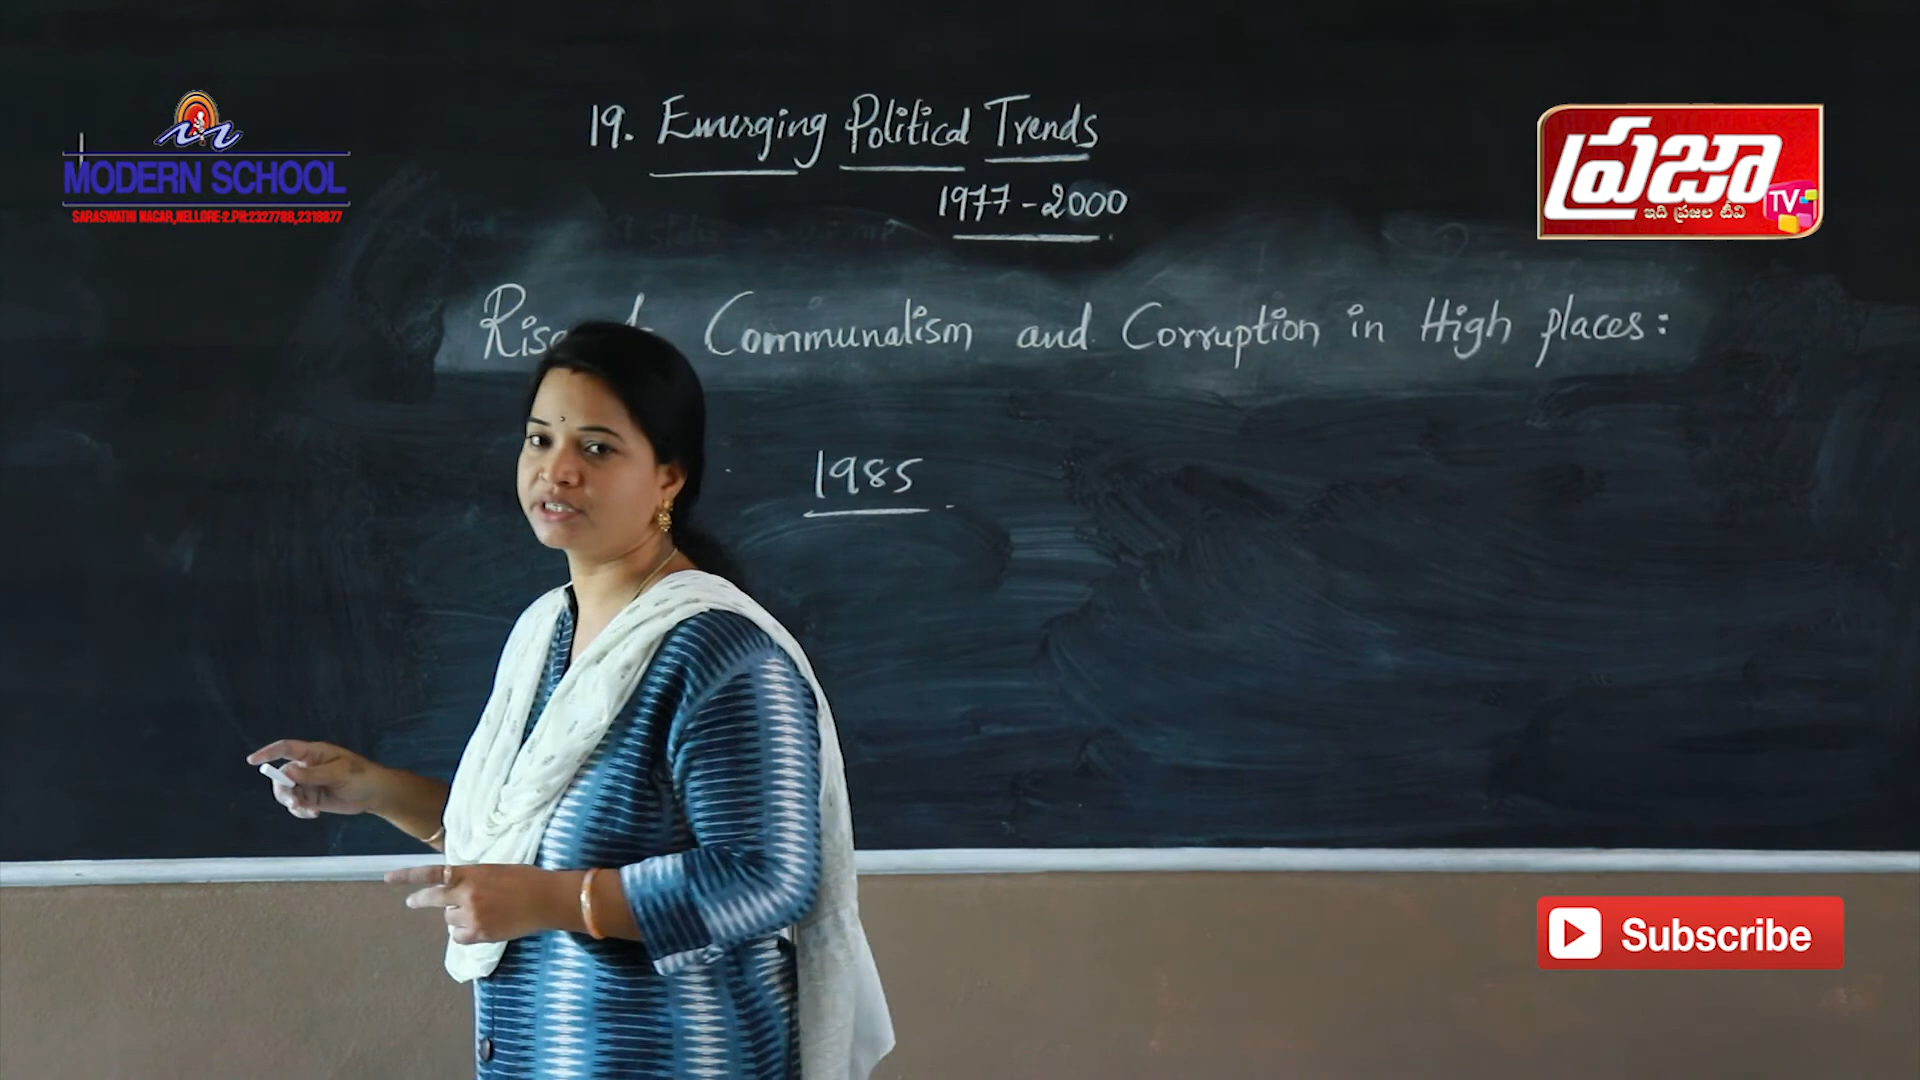 19. Emerging Political Trends
1977-2000
Rise Communalism and Corruption in High places:
1985
MODERN SCHOOL
SARASWATHI NAGAR, NELLORE-2. PH:2327788, 2318877
ప్రజా
TV
ఇది ప్రజల టీవి
Subscribe